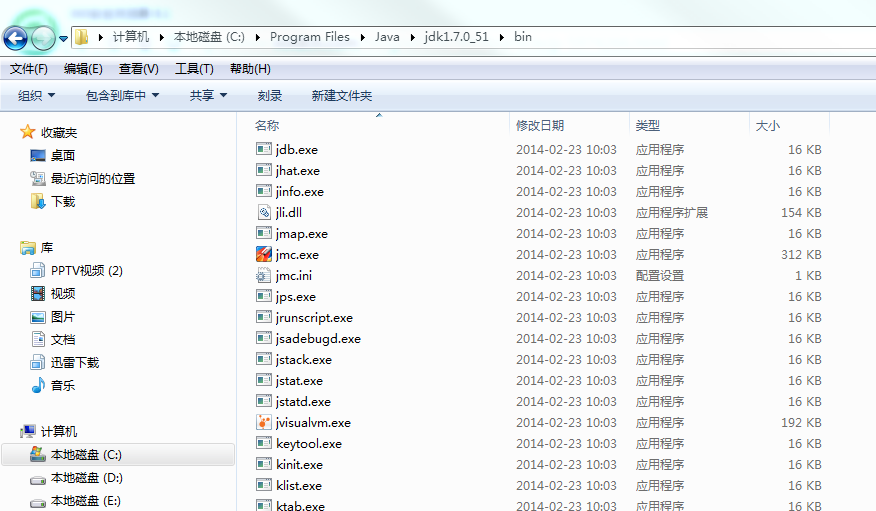 计算机 ▸ 本地磁盘 (C:) ▸ Program Files ▸ Java ▸ jdk1.7.0_51 ▸ bin
文件(F) 编辑(E) 查看(V) 工具(T) 帮助(H)
组织 包含到库中 共享 刻录 新建文件夹
收藏夹
桌面
最近访问的位置
下载
库
PPTV视频 (2)
视频
图片
文档
迅雷下载
音乐
计算机
本地磁盘 (C:)
本地磁盘 (D:)
本地磁盘 (E:)
名称 修改日期 类型 大小
jdb.exe 2014-02-23 10:03 应用程序 16 KB
jhat.exe 2014-02-23 10:03 应用程序 16 KB
jinfo.exe 2014-02-23 10:03 应用程序 16 KB
jli.dll 2014-02-23 10:03 应用程序扩展 154 KB
jmap.exe 2014-02-23 10:03 应用程序 16 KB
jmc.exe 2014-02-23 10:03 应用程序 312 KB
jmc.ini 2014-02-23 10:03 配置设置 1 KB
jps.exe 2014-02-23 10:03 应用程序 16 KB
jrunscript.exe 2014-02-23 10:03 应用程序 16 KB
jsadebugd.exe 2014-02-23 10:03 应用程序 16 KB
jstack.exe 2014-02-23 10:03 应用程序 16 KB
jstat.exe 2014-02-23 10:03 应用程序 16 KB
jstatd.exe 2014-02-23 10:03 应用程序 16 KB
jvisualvm.exe 2014-02-23 10:03 应用程序 192 KB
keytool.exe 2014-02-23 10:03 应用程序 16 KB
kinit.exe 2014-02-23 10:03 应用程序 16 KB
klist.exe 2014-02-23 10:03 应用程序 16 KB
ktab.exe 2014-02-23 10:03 应用程序 16 KB